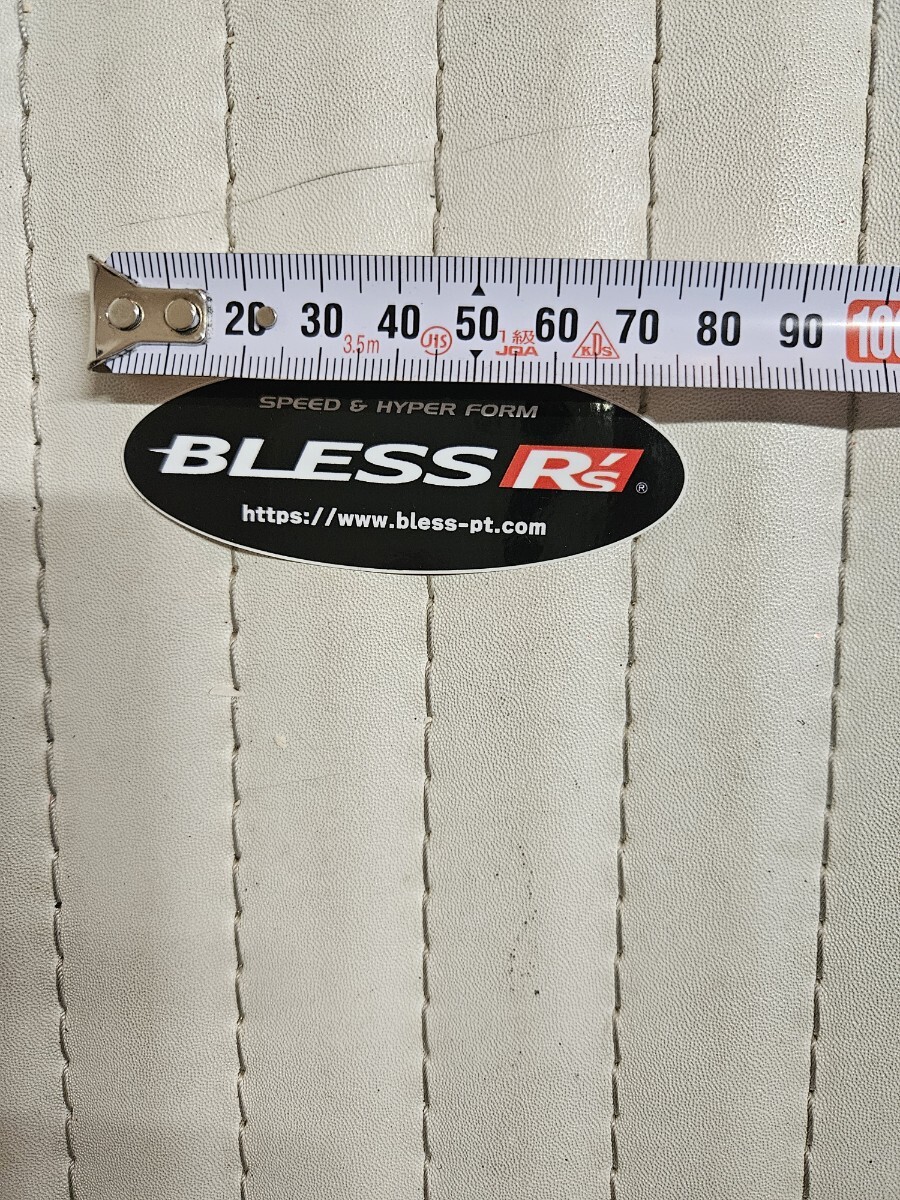 20 30 40 50 60 70 80 90 100
3.5m JIS 1級 JQA KDS
SPEED & HYPER FORM
BLESS R's ®
https://www.bless-pt.com